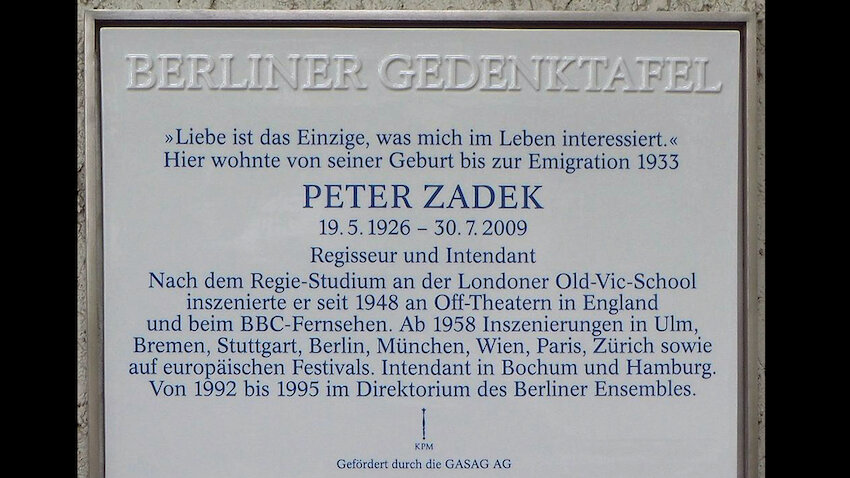 BERLINER GEDENKTAFEL
»Liebe ist das Einzige, was mich im Leben interessiert.«
Hier wohnte von seiner Geburt bis zur Emigration 1933
PETER ZADEK
19. 5. 1926 – 30. 7. 2009
Regisseur und Intendant
Nach dem Regie-Studium an der Londoner Old-Vic-School
inszenierte er seit 1948 an Off-Theatern in England
und beim BBC-Fernsehen. Ab 1958 Inszenierungen in Ulm,
Bremen, Stuttgart, Berlin, München, Wien, Paris, Zürich sowie
auf europäischen Festivals. Intendant in Bochum und Hamburg.
Von 1992 bis 1995 im Direktorium des Berliner Ensembles.
KPM
Gefördert durch die GASAG AG